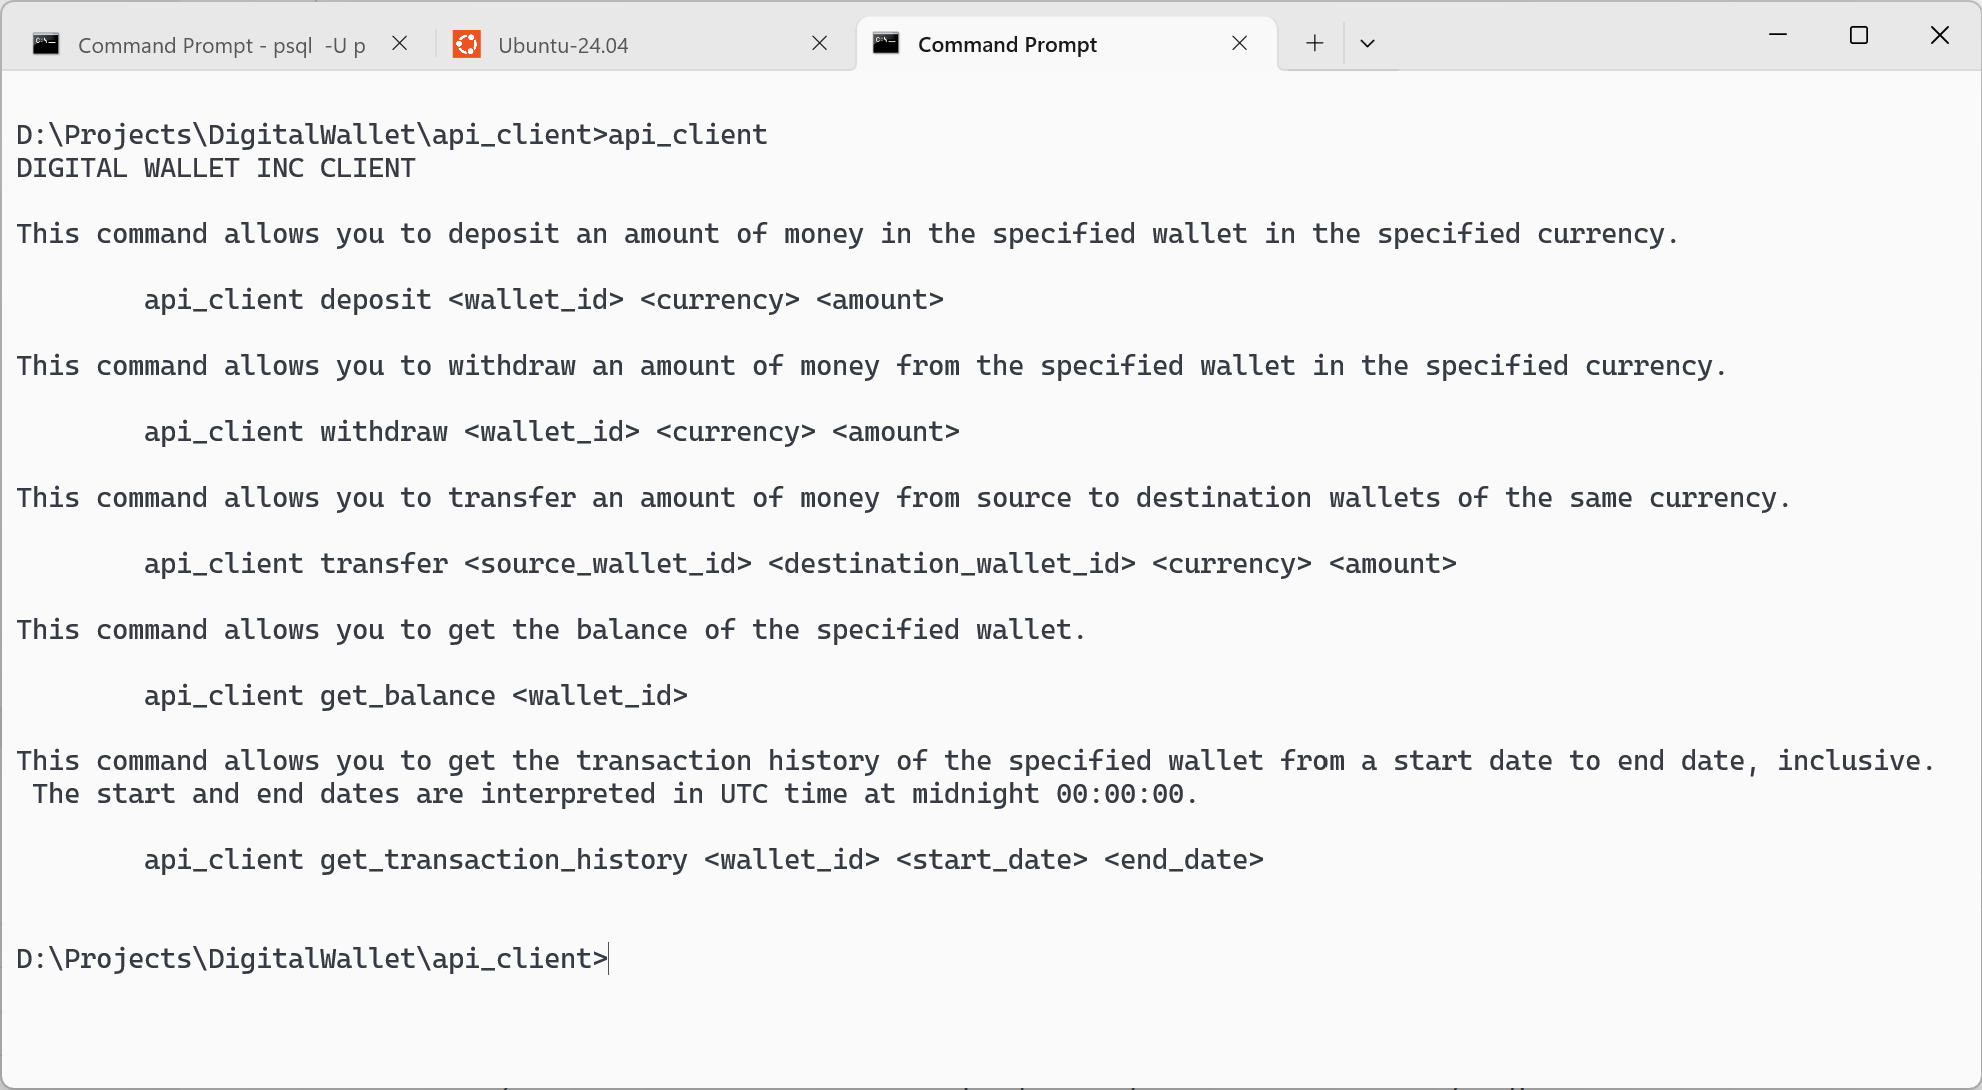 Command Prompt - psql  -U p
Ubuntu-24.04
Command Prompt
D:\Projects\DigitalWallet\api_client>api_client
DIGITAL WALLET INC CLIENT
This command allows you to deposit an amount of money in the specified wallet in the specified currency.
api_client deposit <wallet_id> <currency> <amount>
This command allows you to withdraw an amount of money from the specified wallet in the specified currency.
api_client withdraw <wallet_id> <currency> <amount>
This command allows you to transfer an amount of money from source to destination wallets of the same currency.
api_client transfer <source_wallet_id> <destination_wallet_id> <currency> <amount>
This command allows you to get the balance of the specified wallet.
api_client get_balance <wallet_id>
This command allows you to get the transaction history of the specified wallet from a start date to end date, inclusive.
The start and end dates are interpreted in UTC time at midnight 00:00:00.
api_client get_transaction_history <wallet_id> <start_date> <end_date>
D:\Projects\DigitalWallet\api_client>